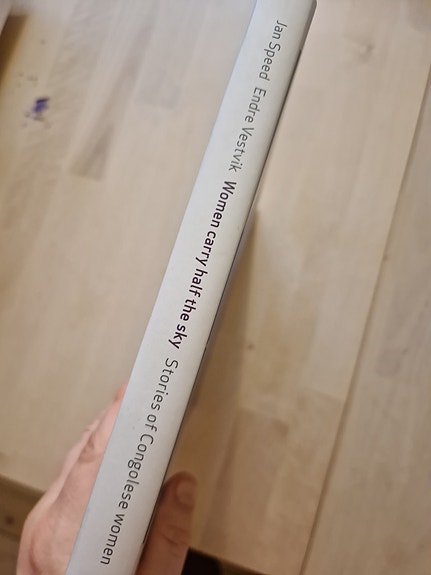 Jan Speed Endre Vestvik Women carry half the sky Stories of Congolese women